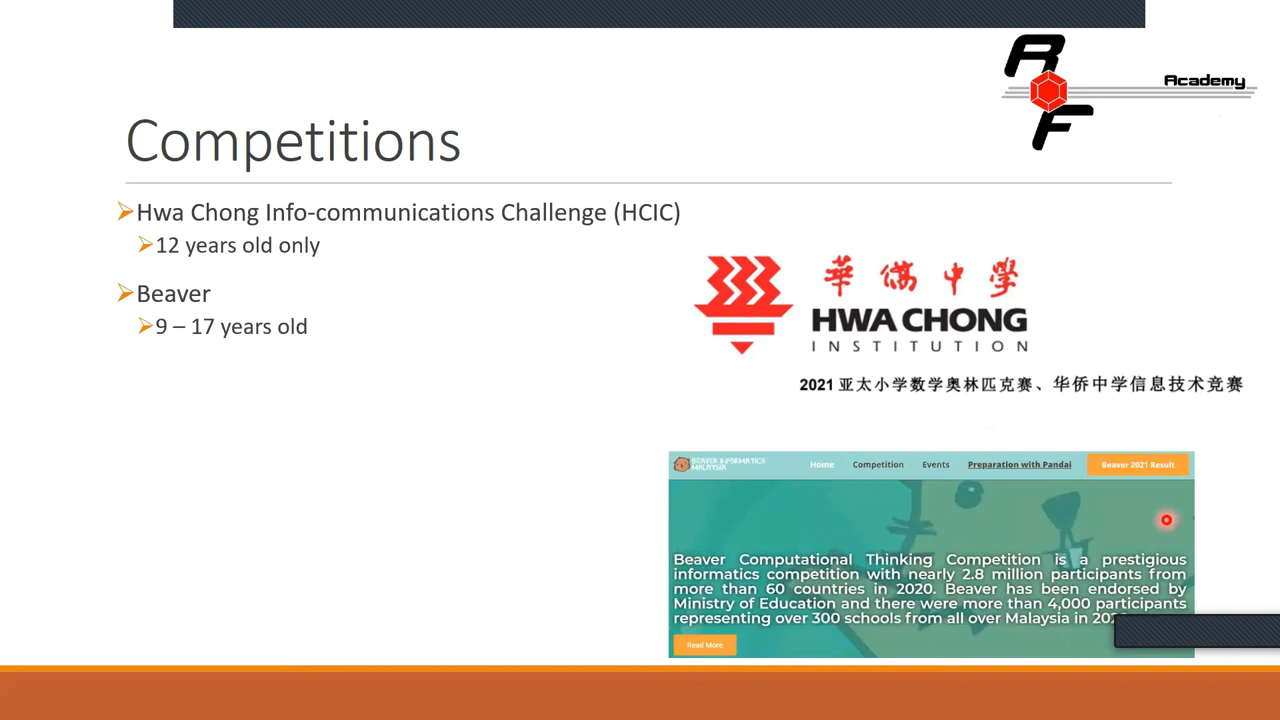 R
Academy
F
Competitions
Hwa Chong Info-communications Challenge (HCIC)
12 years old only
Beaver
9 – 17 years old
華僑中學
HWA CHONG
INSTITUTION
2021 亚太小学数学奥林匹克赛、华侨中学信息技术竞赛
BEAVER INFORMATICS
MALAYSIA
Home Competition Events Preparation with Pandai Beaver 2021 Result
Beaver Computational Thinking Competition is a prestigious
informatics competition with nearly 2.8 million participants from
more than 60 countries in 2020. Beaver has been endorsed by
Ministry of Education and there were more than 4,000 participants
representing over 300 schools from all over Malaysia in
Read More